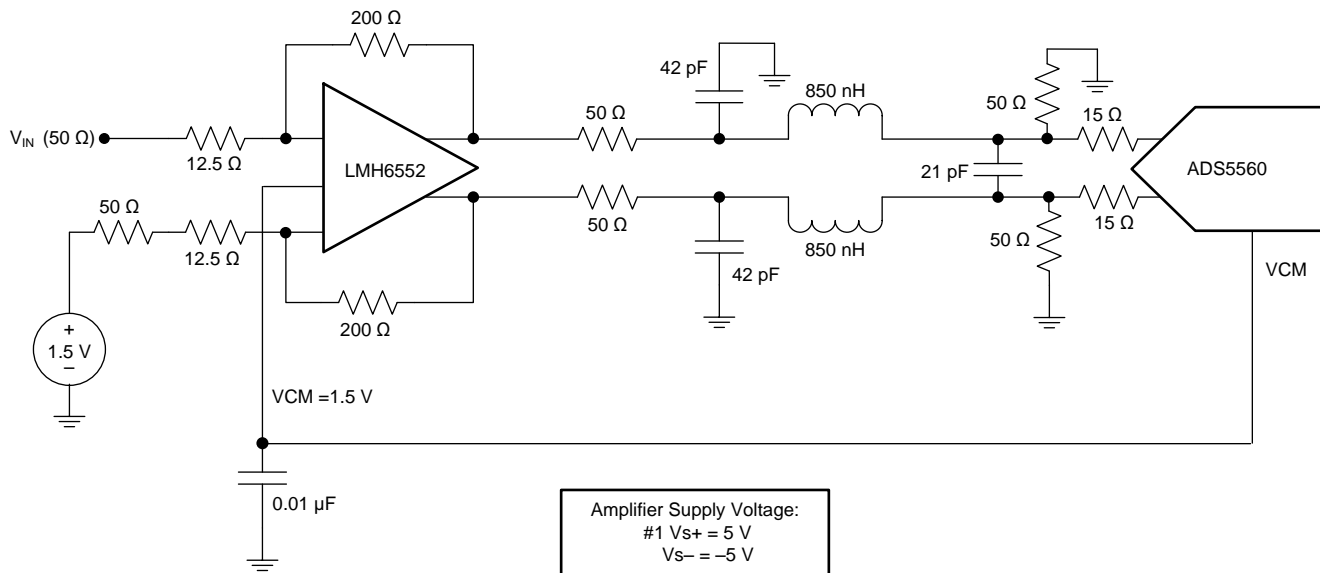 200 Ω
42 pF
850 nH
50 Ω
15 Ω
50 Ω
V_IN (50 Ω)
12.5 Ω
LMH6552
21 pF
ADS5560
50 Ω
50 Ω
15 Ω
12.5 Ω
50 Ω
850 nH
VCM
42 pF
200 Ω
+
1.5 V
–
VCM =1.5 V
0.01 µF
Amplifier Supply Voltage:
#1 Vs+ = 5 V
Vs– = –5 V